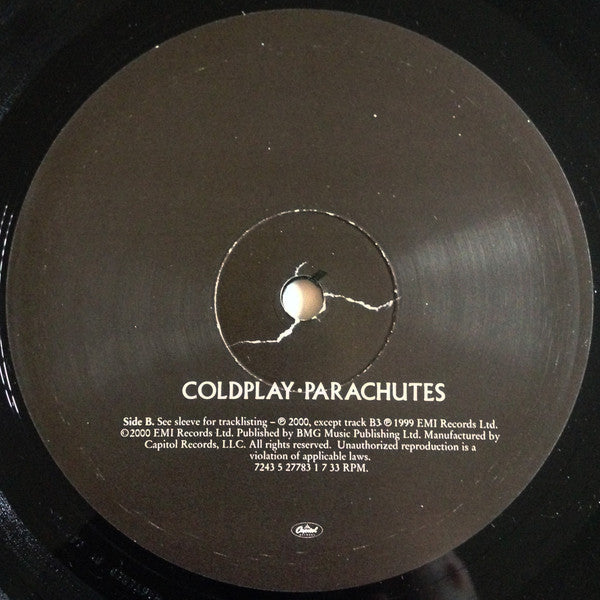 COLDPLAY·PARACHUTES
Side B. See sleeve for tracklisting – ℗ 2000, except track B3 ℗ 1999 EMI Records Ltd.
©2000 EMI Records Ltd. Published by BMG Music Publishing Ltd. Manufactured by
Capitol Records, LLC. All rights reserved. Unauthorized reproduction is a
violation of applicable laws.
7243 5 27783 1 7 33 RPM.
Capitol